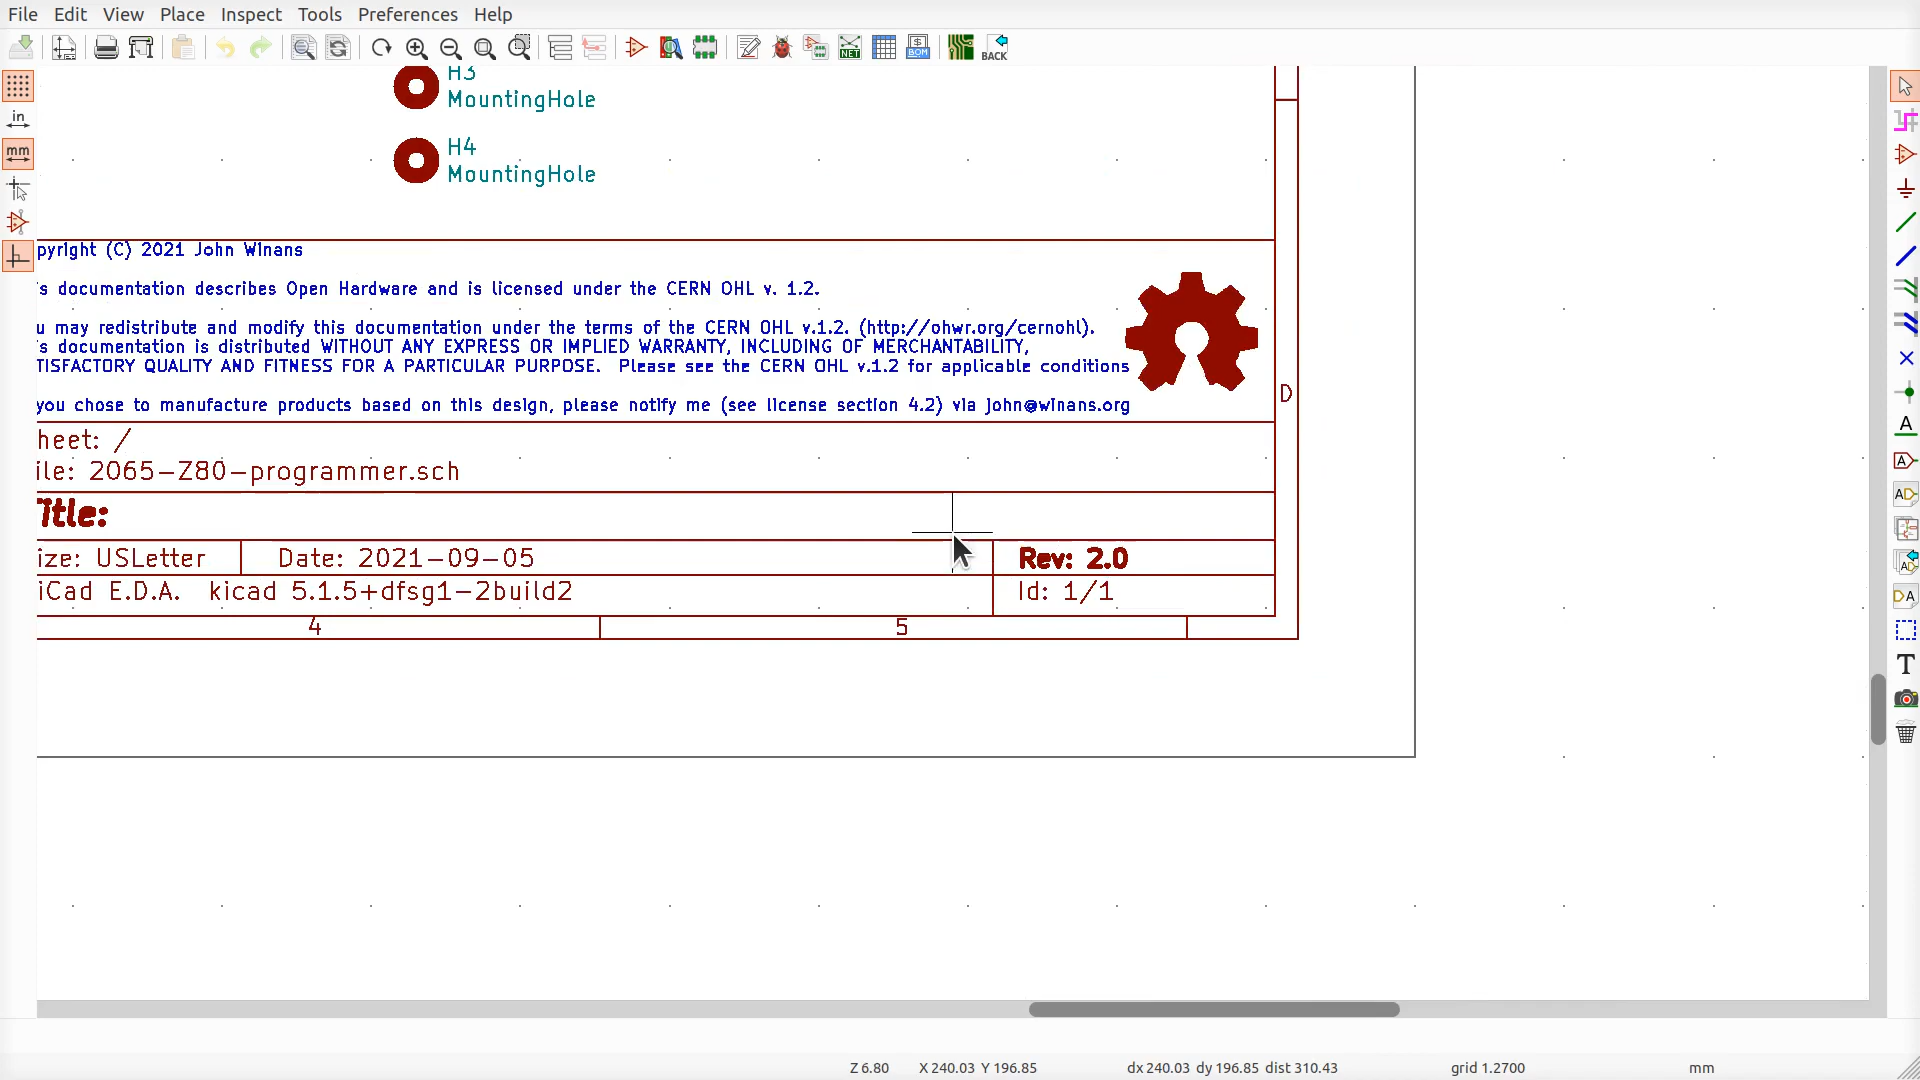 File Edit View Place Inspect Tools Preferences Help
NET
BOM
BACK
in
mm
H3
MountingHole
H4
MountingHole
pyright (C) 2021 John Winans
s documentation describes Open Hardware and is licensed under the CERN OHL v. 1.2.
u may redistribute and modify this documentation under the terms of the CERN OHL v.1.2. (http://ohwr.org/cernohl).
s documentation is distributed WITHOUT ANY EXPRESS OR IMPLIED WARRANTY, INCLUDING OF MERCHANTABILITY,
TISFACTORY QUALITY AND FITNESS FOR A PARTICULAR PURPOSE. Please see the CERN OHL v.1.2 for applicable conditions
you chose to manufacture products based on this design, please notify me (see license section 4.2) via john@winans.org
D
heet: /
ile: 2065-Z80-programmer.sch
Title:
ize: USLetter
Date: 2021-09-05
Rev: 2.0
iCad E.D.A. kicad 5.1.5+dfsg1-2build2
Id: 1/1
4
5
A
A
AD
AD
DA
T
Z 6.80 X 240.03 Y 196.85 dx 240.03 dy 196.85 dist 310.43 grid 1.2700 mm